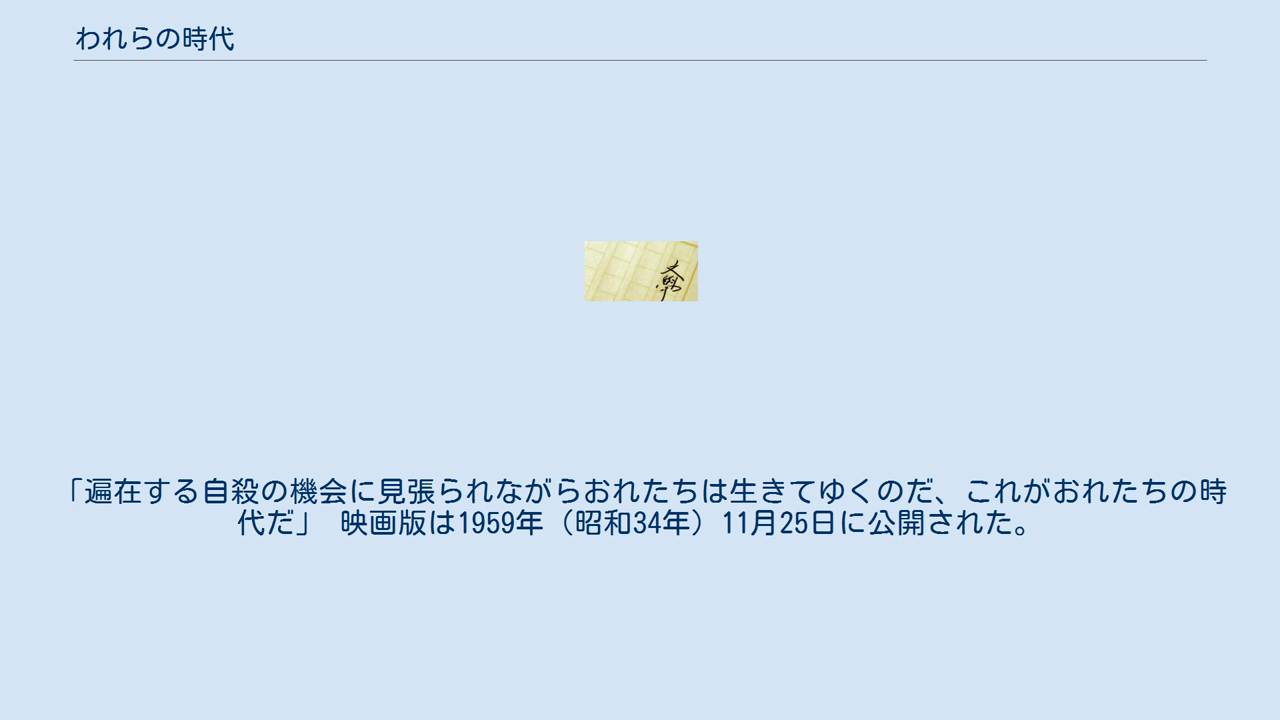 われらの時代
「遍在する自殺の機会に見張られながらおれたちは生きてゆくのだ、これがおれたちの時
代だ」 映画版は1959年（昭和34年）11月25日に公開された。